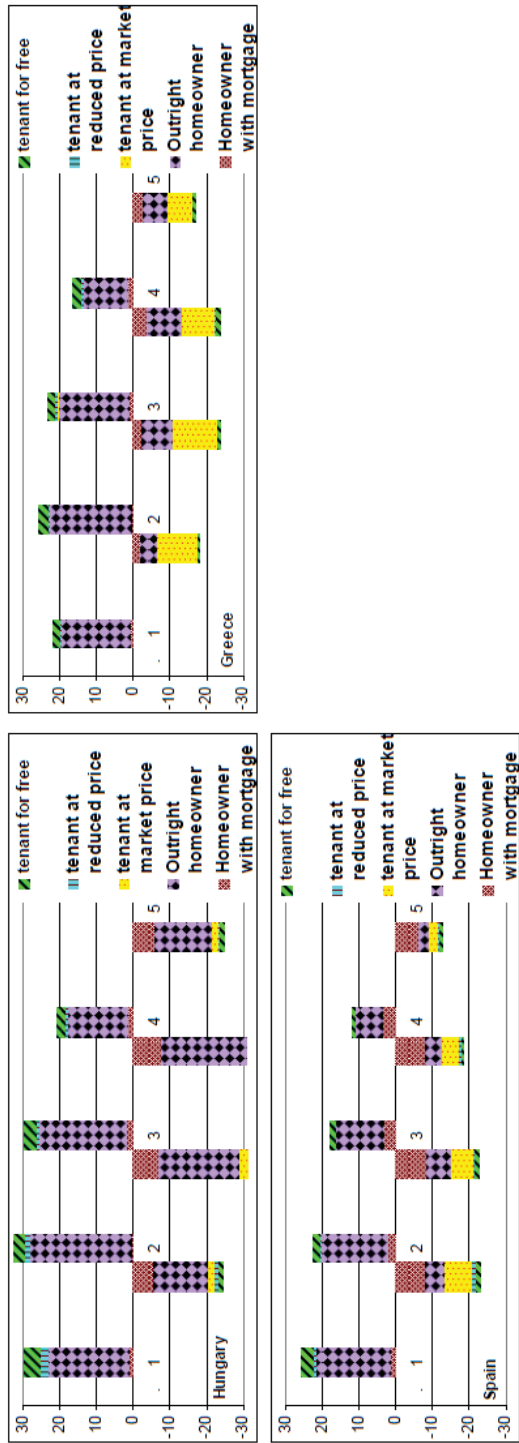 30
20
10
0
-10
-20
-30
1
2
3
4
5
Hungary
tenant for free
tenant at
reduced price
tenant at
market price
Outright
homeowner
Homeowner
with mortgage
30
20
10
0
-10
-20
-30
1
2
3
4
5
Greece
tenant for free
tenant at
reduced price
tenant at market
price
Outright
homeowner
Homeowner
with mortgage
30
20
10
0
-10
-20
-30
1
2
3
4
5
Spain
tenant for free
tenant at
reduced price
tenant at market
price
Outright
homeowner
Homeowner
with mortgage